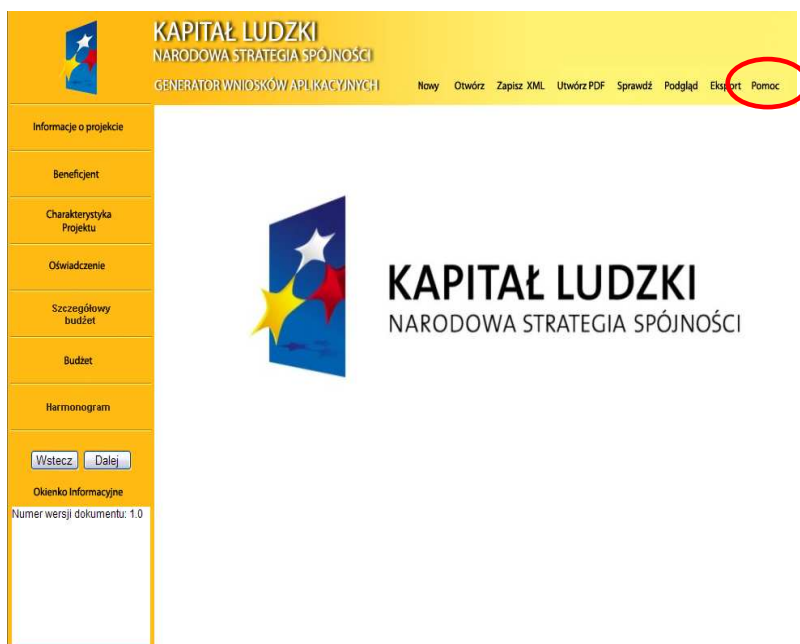 KAPITAŁ LUDZKI
NARODOWA STRATEGIA SPÓJNOŚCI
GENERATOR WNIOSKÓW APLIKACYJNYCH
Nowy Otwórz Zapisz XML Utwórz PDF Sprawdź Podgląd Eksport Pomoc
Informacje o projekcie
Beneficjent
Charakterystyka
Projektu
Oświadczenie
Szczegółowy
budżet
Budżet
Harmonogram
Wstecz Dalej
Okienko Informacyjne
Numer wersji dokumentu: 1.0
KAPITAŁ LUDZKI
NARODOWA STRATEGIA SPÓJNOŚCI